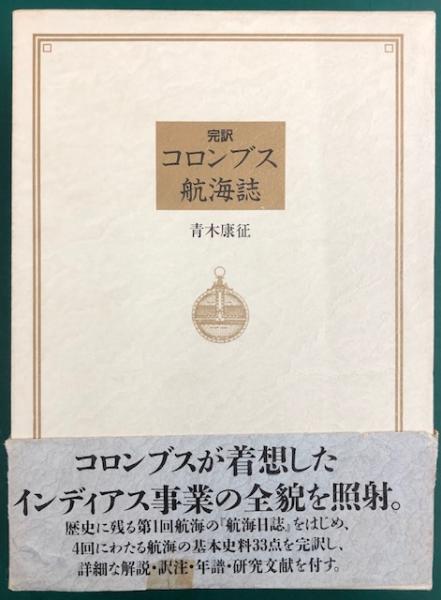 完訳
コロンブス
航海誌
青木康征
コロンブスが着想した
インディアス事業の全貌を照射。
歴史に残る第1回航海の『航海日誌』をはじめ、
4回にわたる航海の基本史料33点を完訳し、
詳細な解説・訳注・年譜・研究文献を付す。